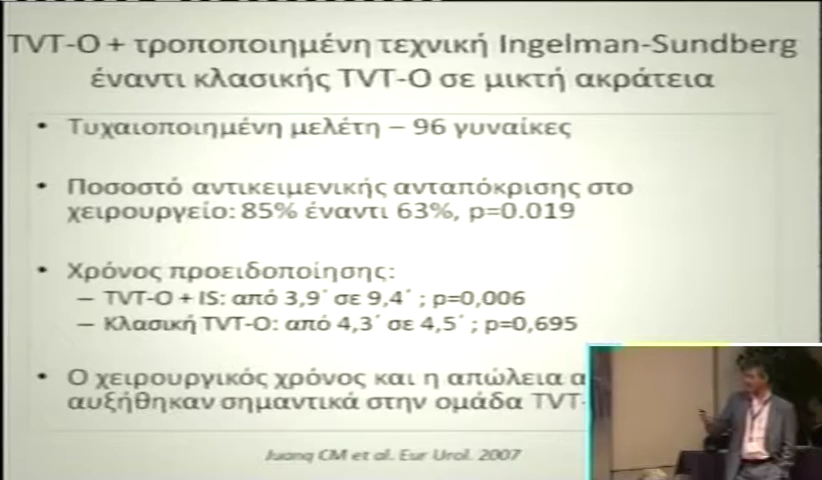 TVT-O + τροποποιημένη τεχνική Ingelman-Sundberg
έναντι κλασικής TVT-O σε μικτή ακράτεια
• Τυχαιοποιημένη μελέτη – 96 γυναίκες
• Ποσοστό αντικειμενικής ανταπόκρισης στο
χειρουργείο: 85% έναντι 63%, p=0.019
• Χρόνος προειδοποίησης:
– TVT-O + IS: από 3,9΄ σε 9,4΄ ; p=0,006
– Κλασική TVT-O: από 4,3΄ σε 4,5΄ ; p=0,695
• Ο χειρουργικός χρόνος και η απώλεια
αυξήθηκαν σημαντικά στην ομάδα TVT-
Juang CM et al. Eur Urol. 2007